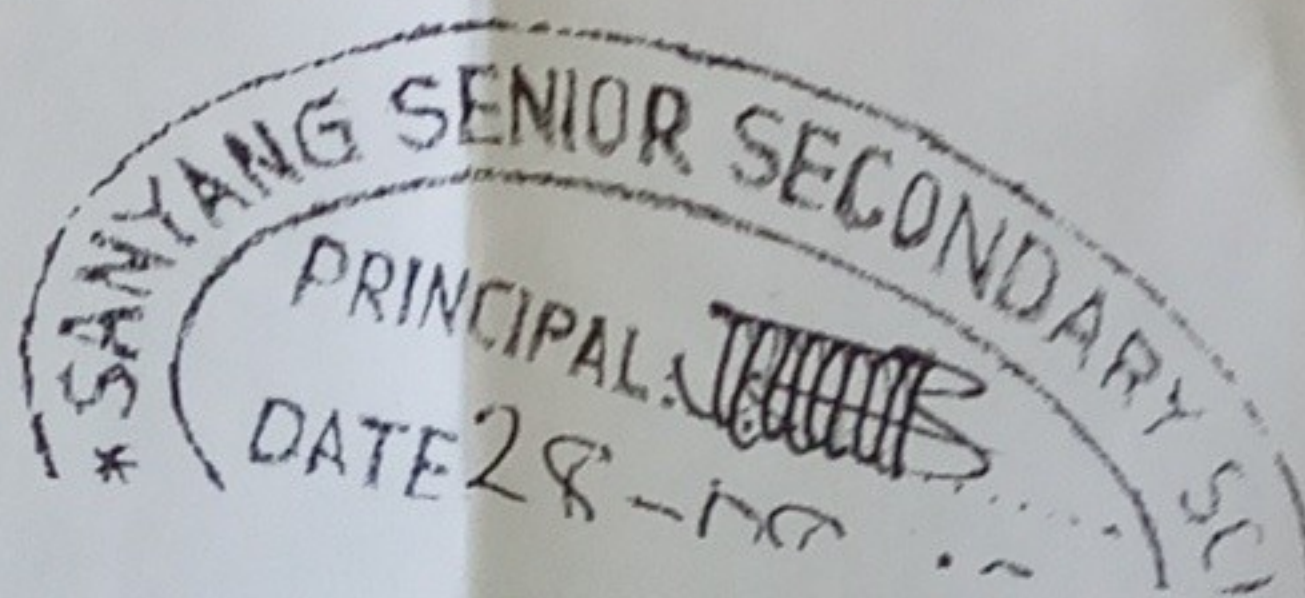 * SANYANG SENIOR SECONDARY SC
PRINCIPAL.
DATE 28-